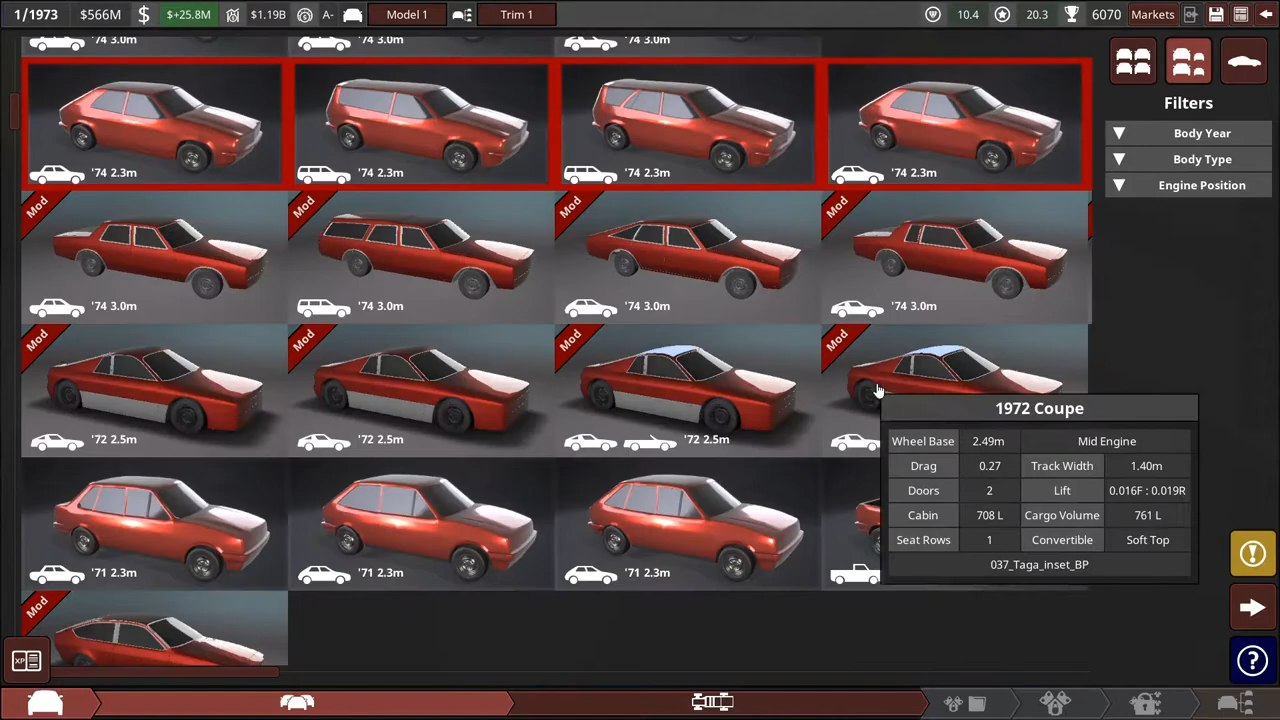 1/1973 $566M $+25.8M $1.19B A- Model 1 Trim 1 10.4 20.3 6070 Markets
'74 3.0m '74 3.0m '74 3.0m
Filters
Body Year
Body Type
Engine Position
'74 2.3m '74 2.3m '74 2.3m '74 2.3m
Mod Mod Mod Mod
'74 3.0m '74 3.0m '74 3.0m '74 3.0m
Mod Mod Mod Mod
'72 2.5m '72 2.5m '72 2.5m
1972 Coupe
Wheel Base 2.49m Mid Engine
Drag 0.27 Track Width 1.40m
Doors 2 Lift 0.016F : 0.019R
Cabin 708 L Cargo Volume 761 L
Seat Rows 1 Convertible Soft Top
037_Taga_inset_BP
'71 2.3m '71 2.3m '71 2.3m
Mod
XP
?